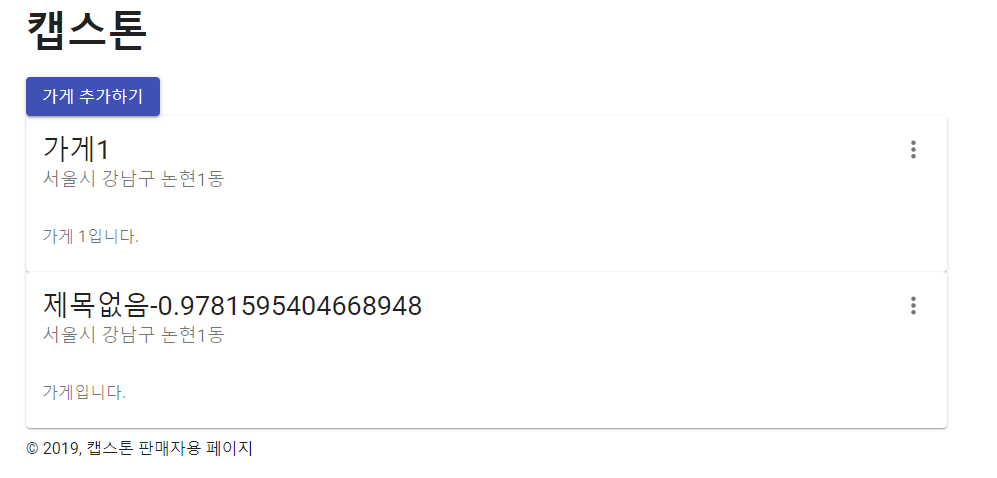 캡스톤
가게 추가하기
가게1
서울시 강남구 논현1동
가게 1입니다.
제목없음-0.9781595404668948
서울시 강남구 논현1동
가게입니다.
© 2019, 캡스톤 판매자용 페이지